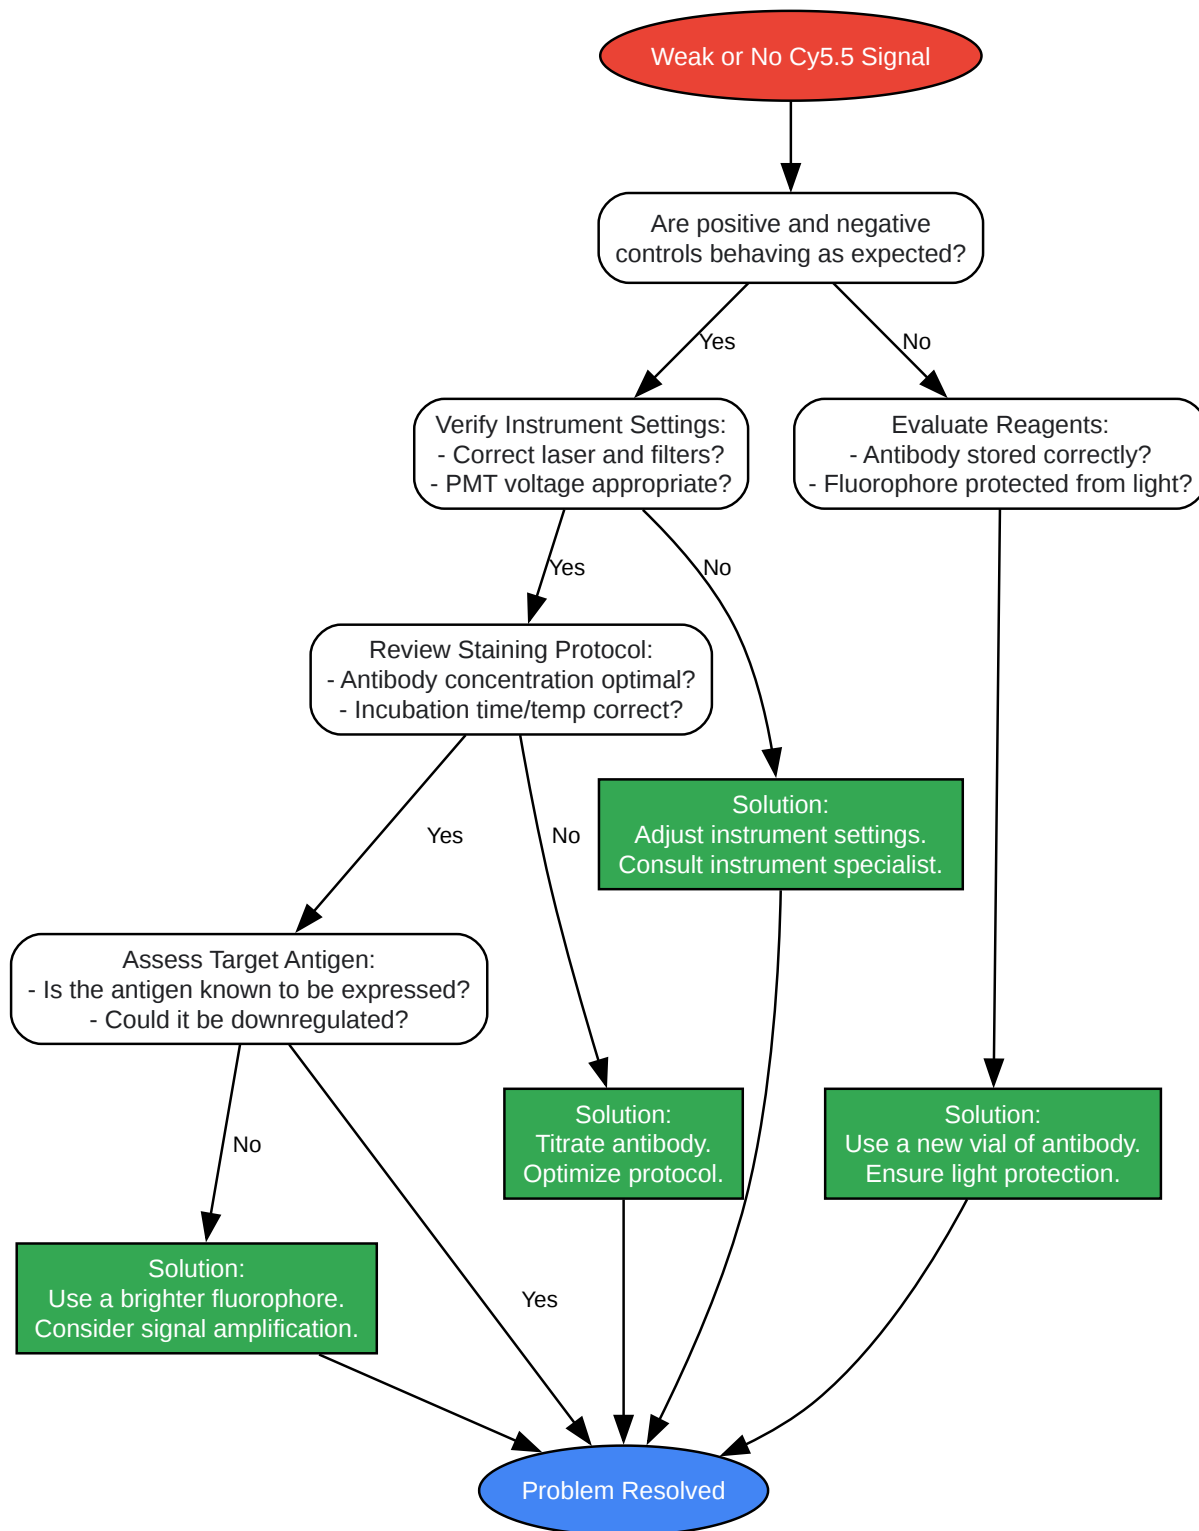 Weak or No Cy5.5 Signal
Are positive and negative
controls behaving as expected?
Yes
No
Verify Instrument Settings:
- Correct laser and filters?
- PMT voltage appropriate?
Evaluate Reagents:
- Antibody stored correctly?
- Fluorophore protected from light?
Yes
No
Review Staining Protocol:
- Antibody concentration optimal?
- Incubation time/temp correct?
Solution:
Adjust instrument settings.
Consult instrument specialist.
Yes
No
Assess Target Antigen:
- Is the antigen known to be expressed?
- Could it be downregulated?
Solution:
Titrate antibody.
Optimize protocol.
Solution:
Use a new vial of antibody.
Ensure light protection.
No
Yes
Solution:
Use a brighter fluorophore.
Consider signal amplification.
Problem Resolved